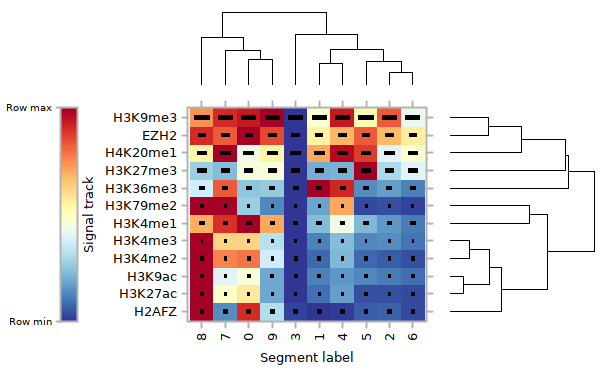 Row max
Row min
Signal track
H3K9me3
EZH2
H4K20me1
H3K27me3
H3K36me3
H3K79me2
H3K4me1
H3K4me3
H3K4me2
H3K9ac
H3K27ac
H2AFZ
8 7 0 9 3 1 4 5 2 6
Segment label